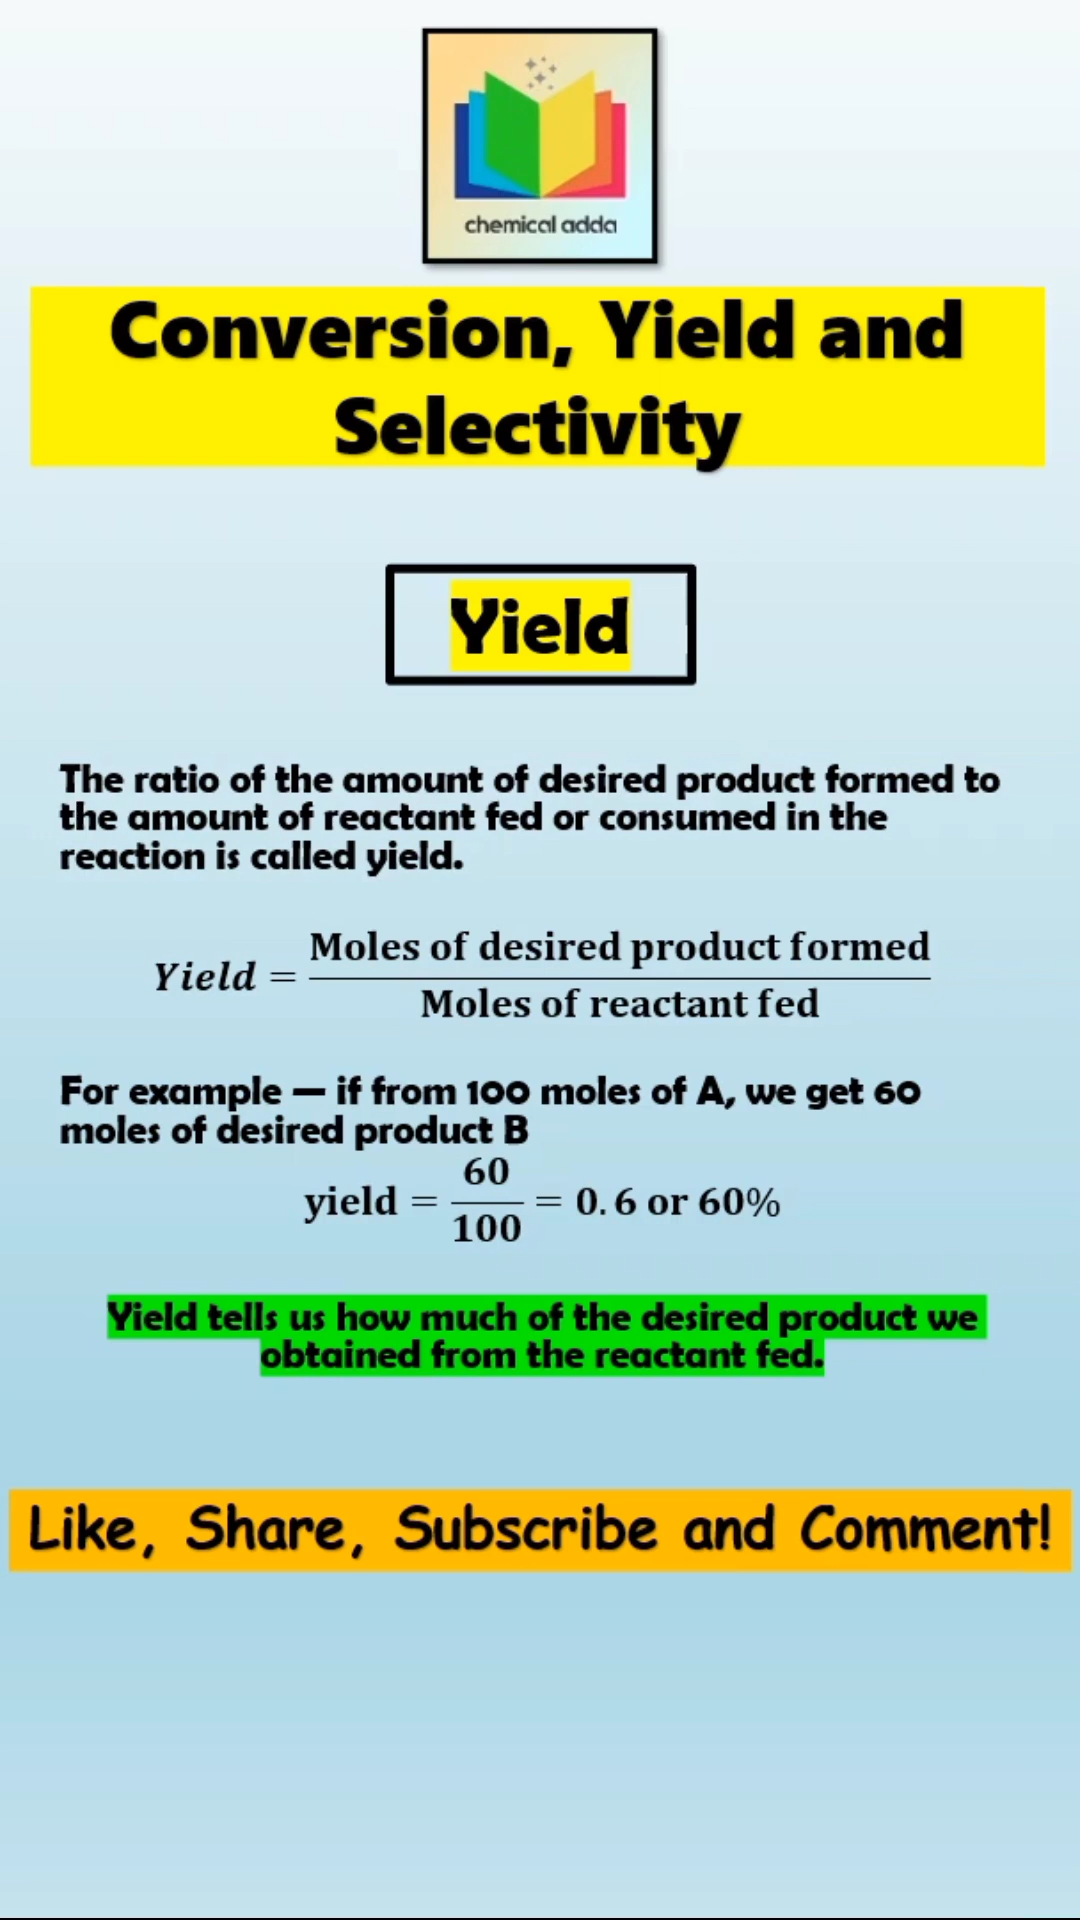 chemical adda
Conversion, Yield and
Selectivity
Yield
The ratio of the amount of desired product formed to
the amount of reactant fed or consumed in the
reaction is called yield.
Yield = Moles of desired product formed / Moles of reactant fed
For example — if from 100 moles of A, we get 60
moles of desired product B
yield = 60 / 100 = 0.6 or 60%
Yield tells us how much of the desired product we
obtained from the reactant fed.
Like, Share, Subscribe and Comment!